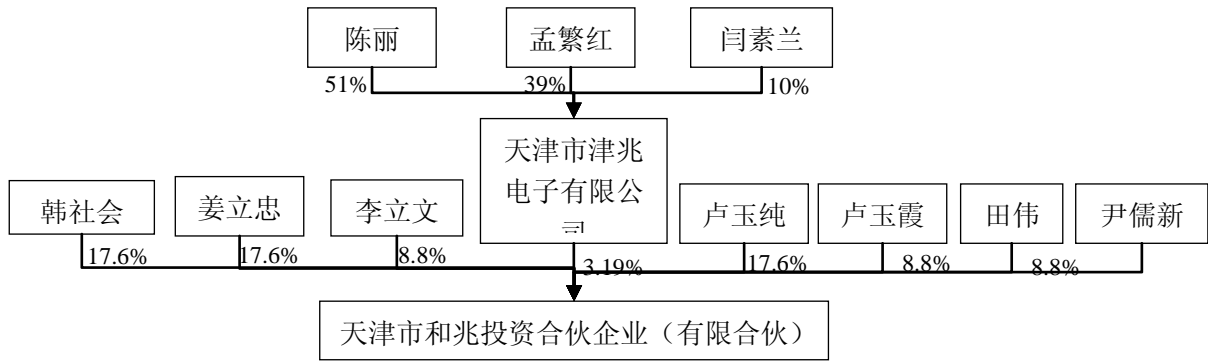 陈丽
孟繁红
闫素兰
51%
39%
10%
天津市津兆
电子有限公
司
韩社会
姜立忠
李立文
卢玉纯
卢玉霞
田伟
尹儒新
17.6%
17.6%
8.8%
3.19%
17.6%
8.8%
8.8%
天津市和兆投资合伙企业（有限合伙）